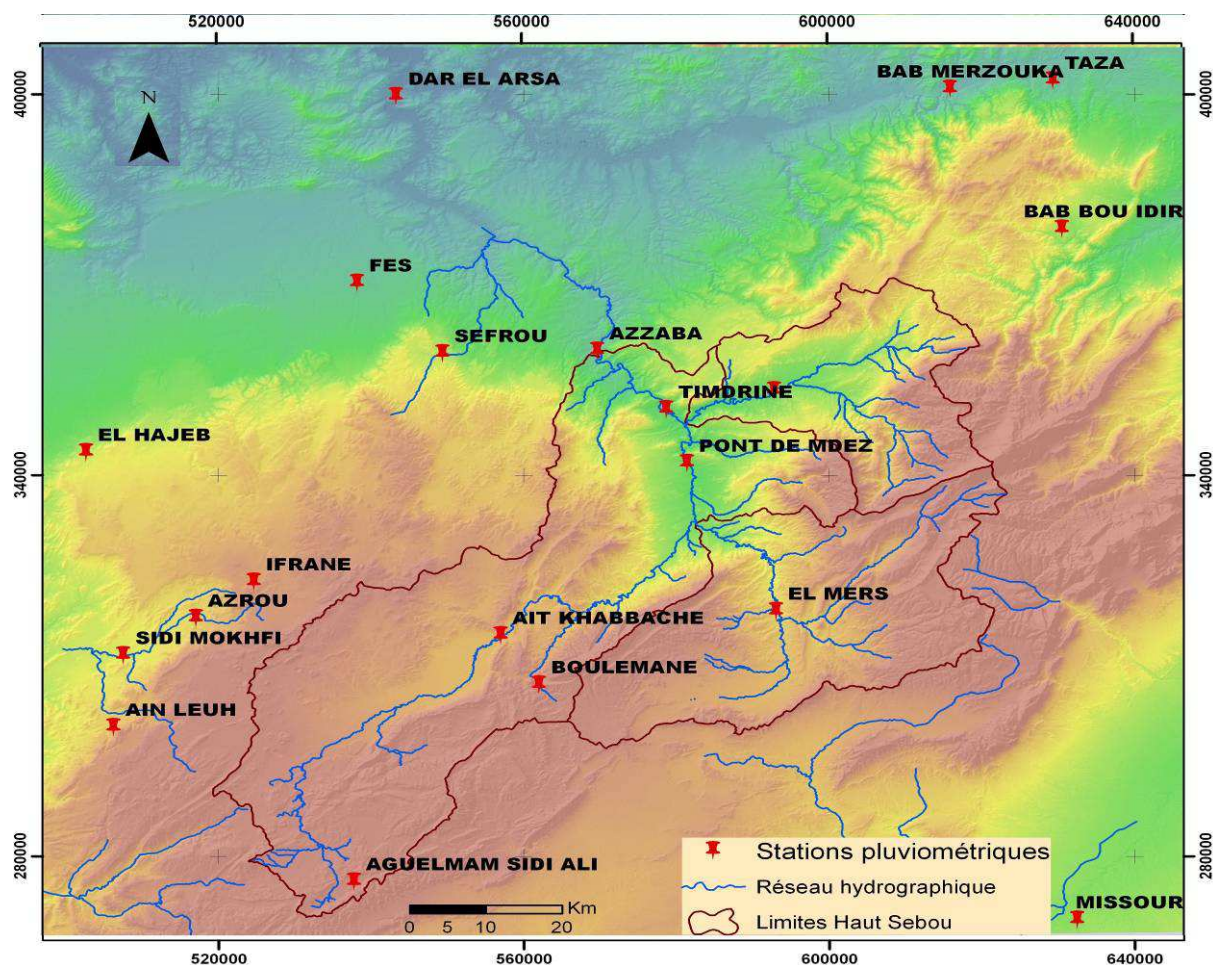 520000 560000 600000 640000
DAR EL ARSA
BAB MERZOUKA
TAZA
400000 400000
N
BAB BOU IDIR
FES
SEFROU
AZZABA
TIMDRINE
EL HAJEB
PONT DE MDEZ
340000 340000
IFRANE
AZROU
EL MERS
SIDI MOKHFI
AIT KHABBACHE
BOULEMANE
AIN LEUH
280000 280000
AGUELMAM SIDI ALI
Stations pluviométriques
Réseau hydrographique
Limites Haut Sebou
Km
0 5 10 20
MISSOUR
520000 560000 600000 640000